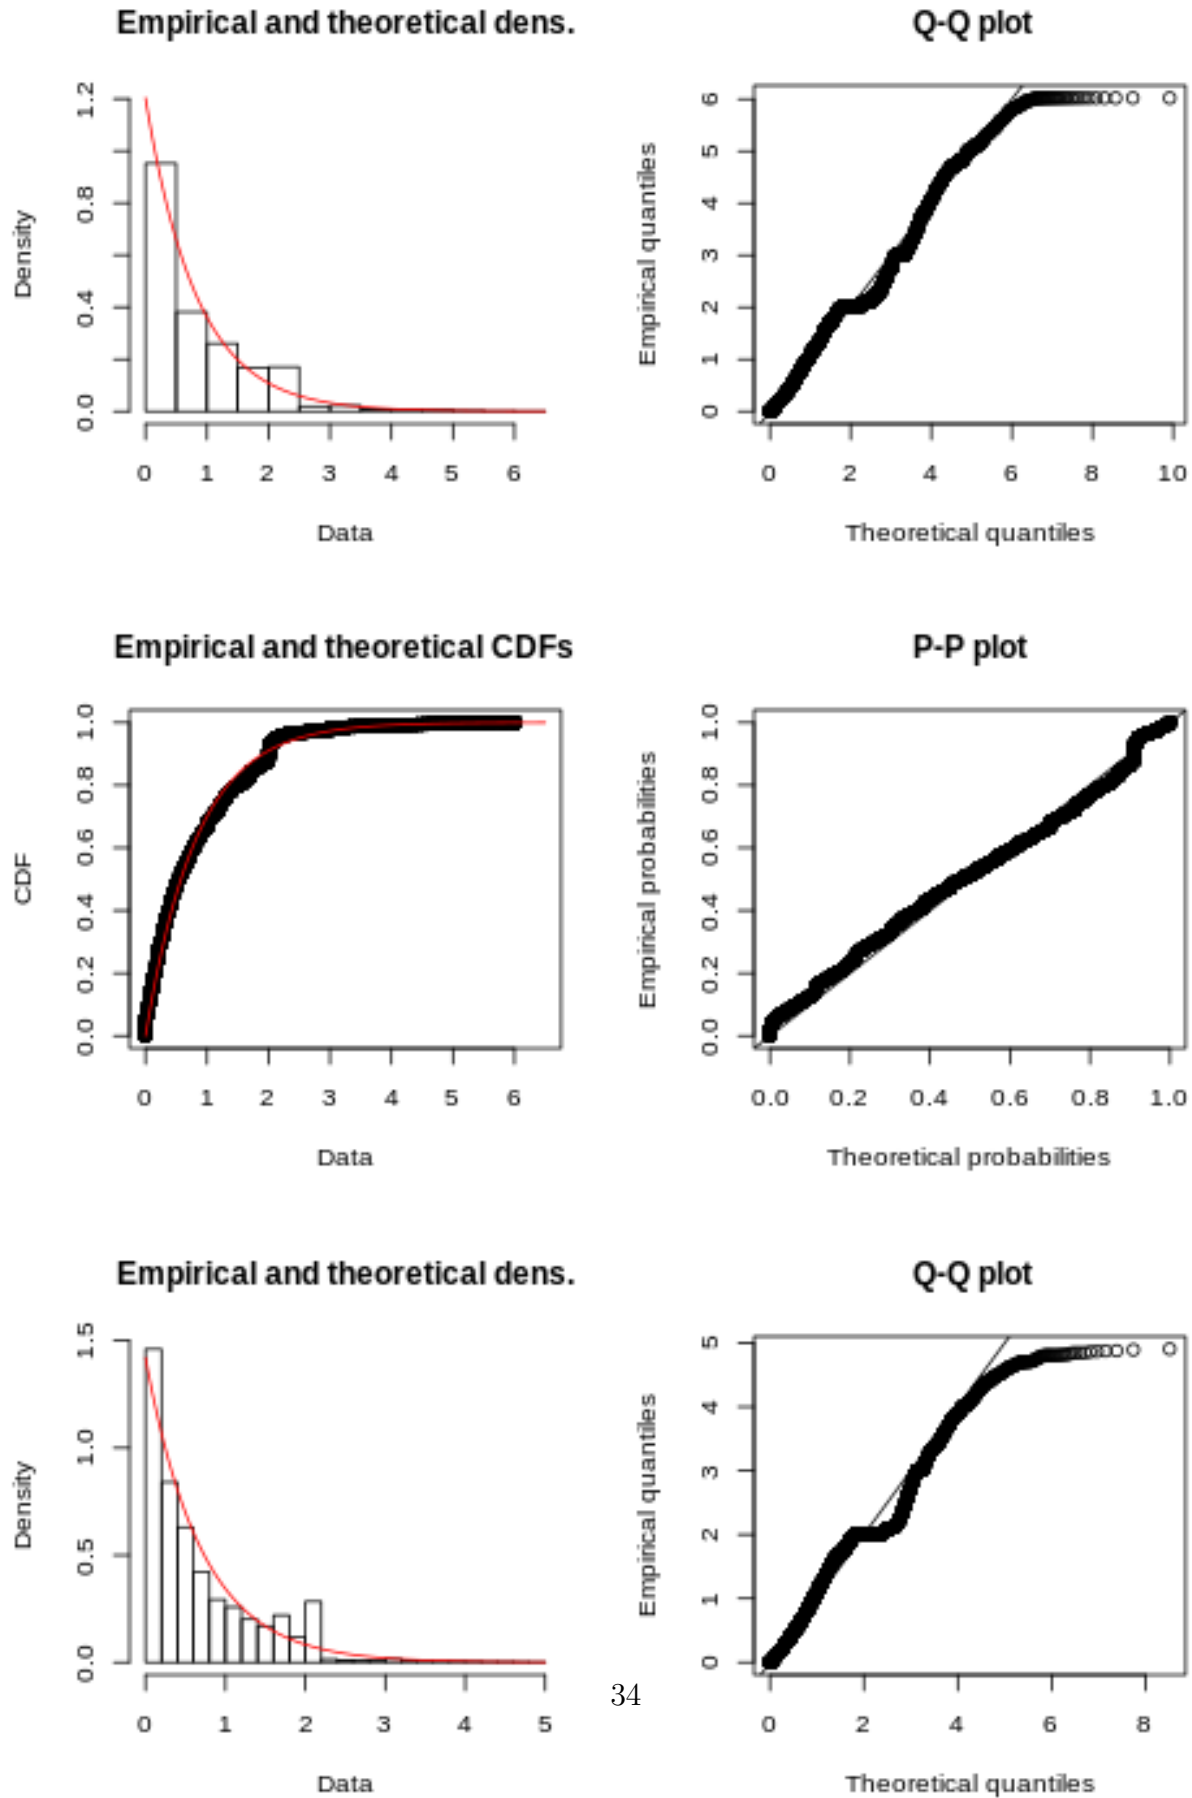 Empirical and theoretical dens.
Density
0.0 0.4 0.8 1.2
0 1 2 3 4 5 6
Data
Q-Q plot
Empirical quantiles
0 1 2 3 4 5 6
0 2 4 6 8 10
Theoretical quantiles
Empirical and theoretical CDFs
CDF
0.0 0.2 0.4 0.6 0.8 1.0
0 1 2 3 4 5 6
Data
P-P plot
Empirical probabilities
0.0 0.2 0.4 0.6 0.8 1.0
0.0 0.2 0.4 0.6 0.8 1.0
Theoretical probabilities
Empirical and theoretical dens.
Density
0.0 0.5 1.0 1.5
0 1 2 3 4 5
Data
Q-Q plot
Empirical quantiles
0 1 2 3 4 5
0 2 4 6 8
Theoretical quantiles
34